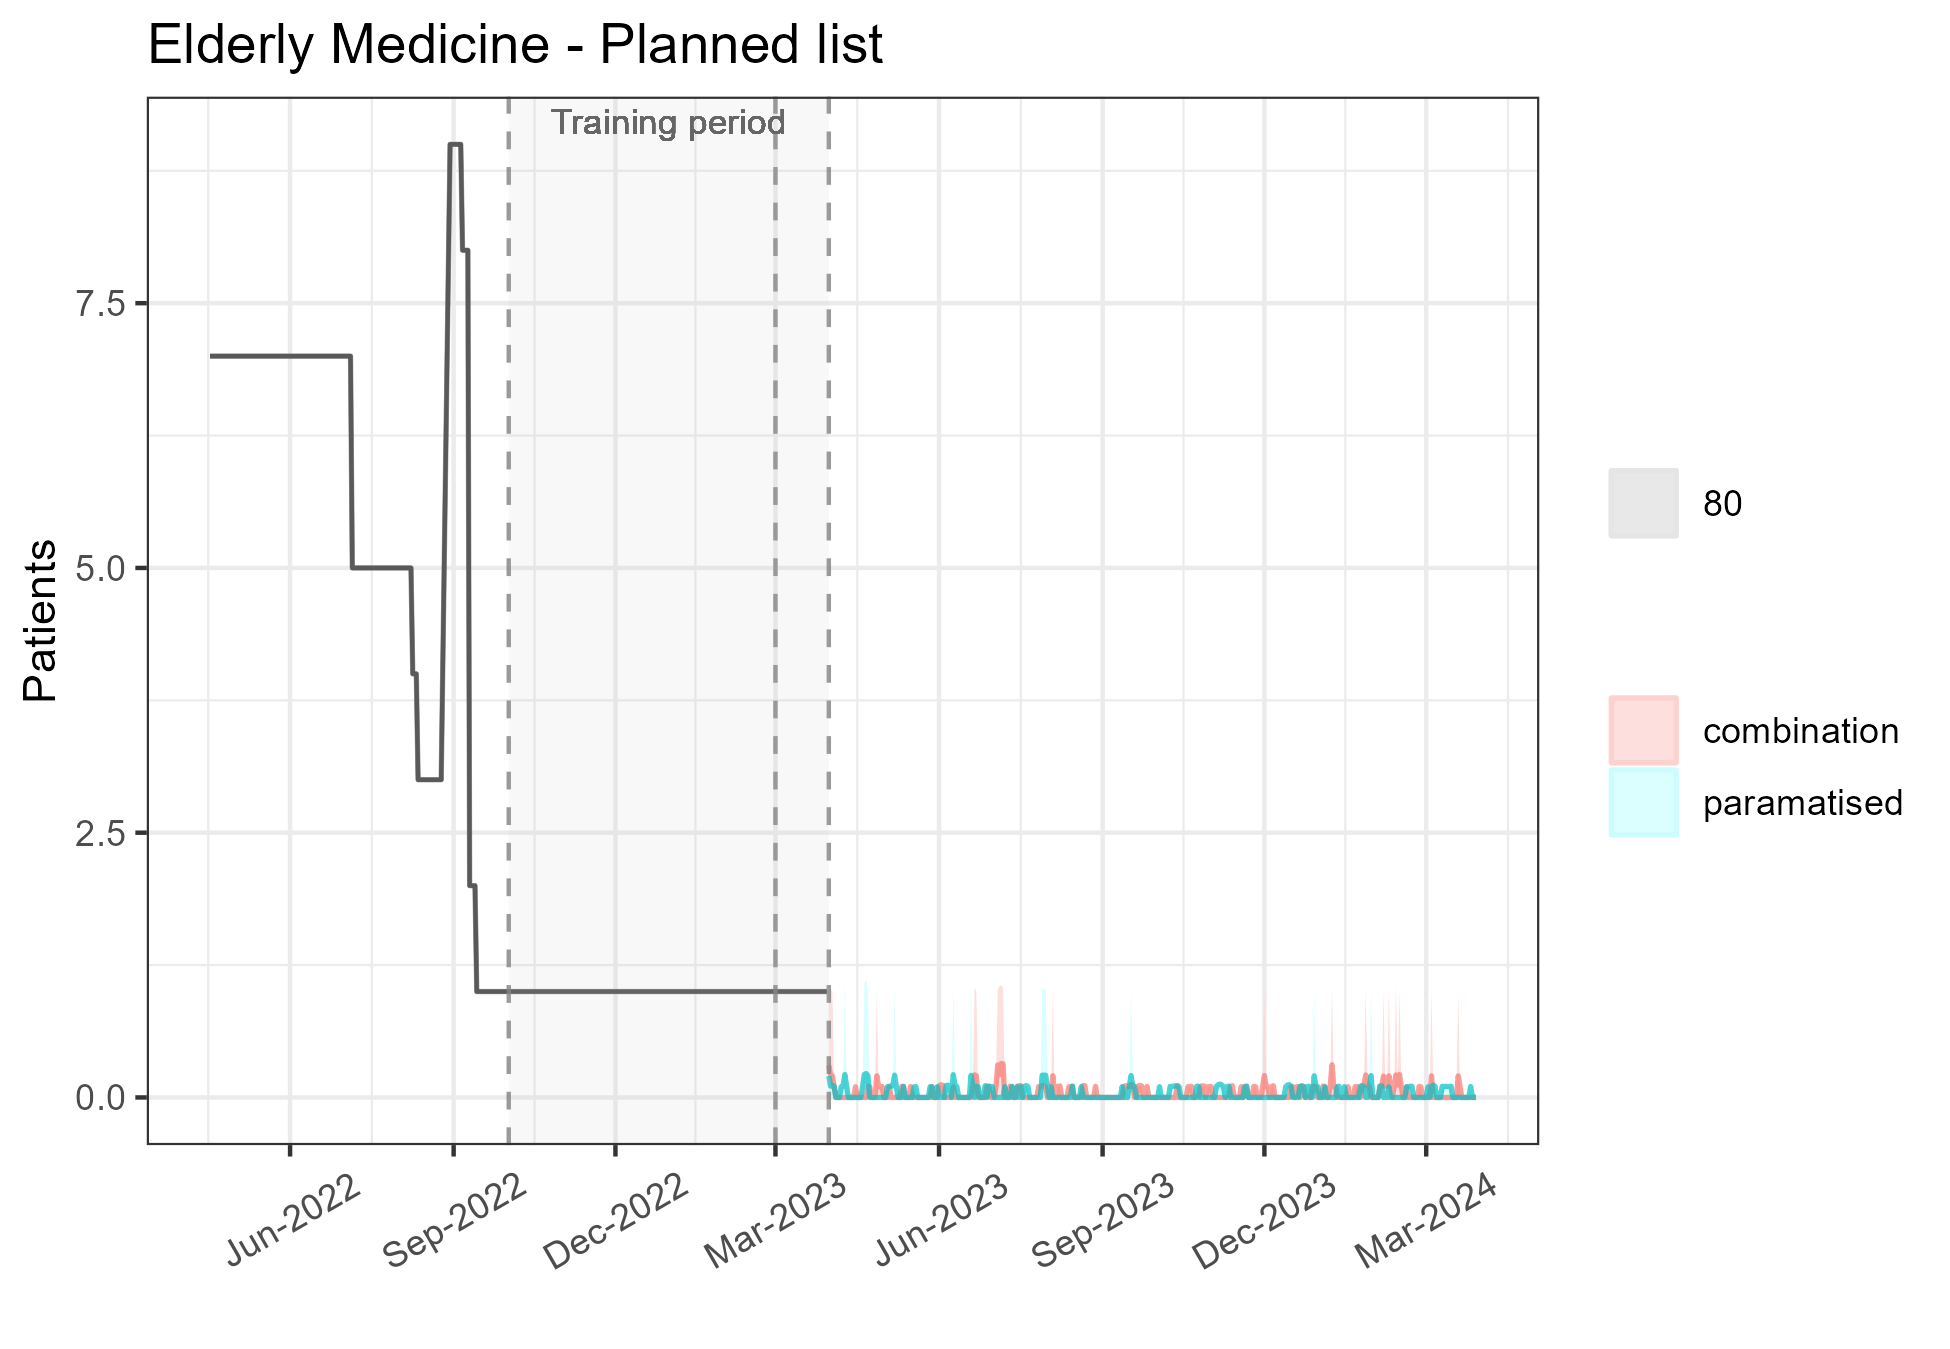 Elderly Medicine - Planned list
Training period
Patients
7.5
5.0
2.5
0.0
Jun-2022
Sep-2022
Dec-2022
Mar-2023
Jun-2023
Sep-2023
Dec-2023
Mar-2024
80
combination
paramatised